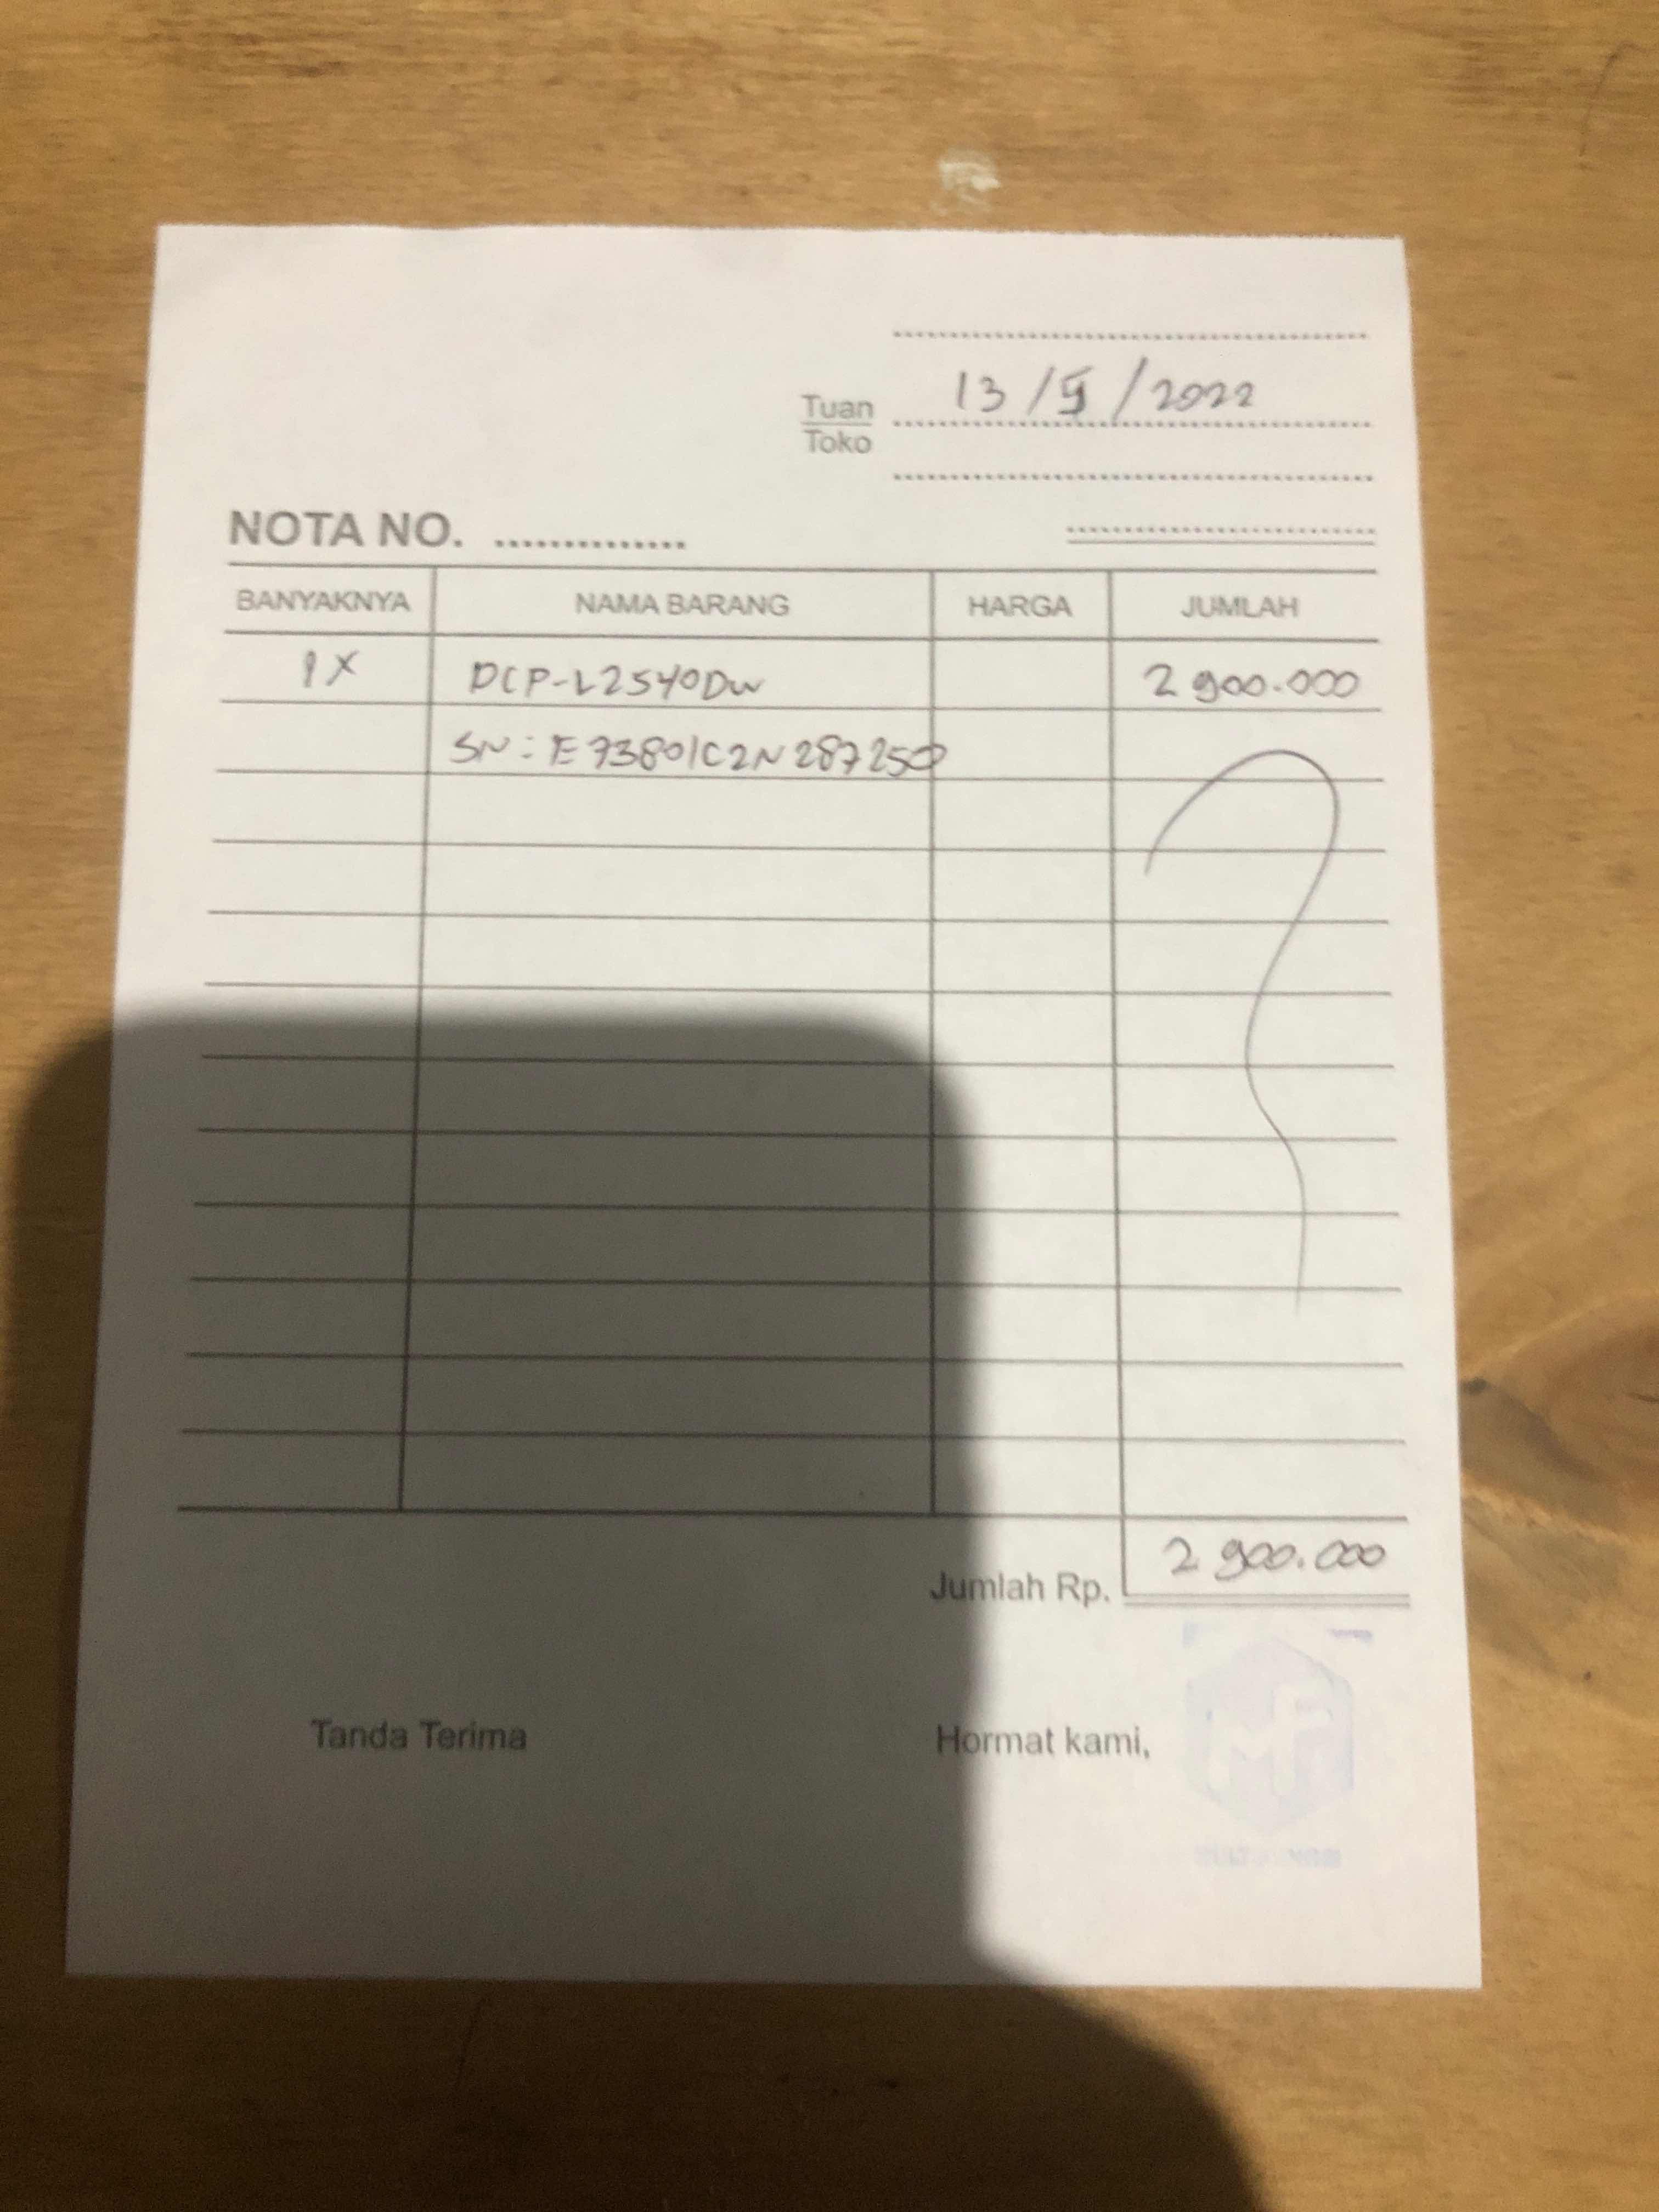 13/5/2022
Tuan
Toko
NOTA NO. ...............
BANYAKNYA NAMA BARANG HARGA JUMLAH
1X DCP-L2540DW 2 900.000
SN: E73801C2N287250
Jumlah Rp. 2 900.000
Tanda Terima Hormat kami,
MF